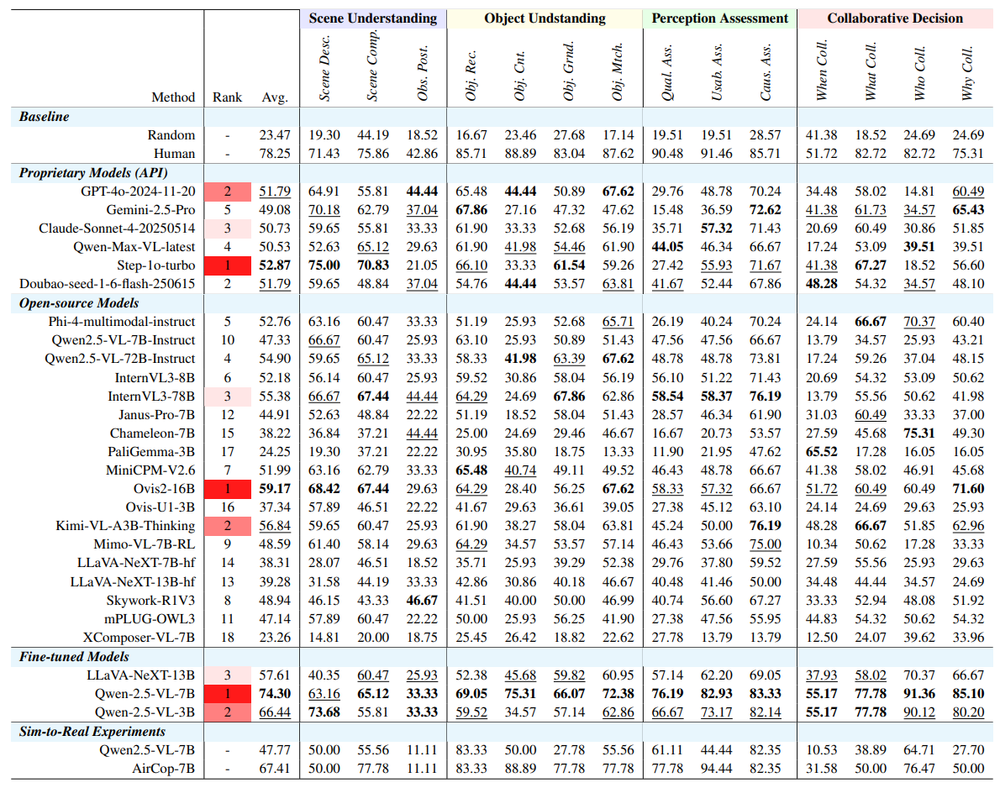 Scene Understanding Object Undstanding Perception Assessment Collaborative Decision
Method Rank Avg. Scene Desc. Scene Comp. Obs. Post. Obj. Rec. Obj. Cnt. Obj. Grnd. Obj. Mtch. Qual. Ass. Usab. Ass. Caus. Ass. When Coll. What Coll. Who Coll. Why Coll.
Baseline
Random - 23.47 19.30 44.19 18.52 16.67 23.46 27.68 17.14 19.51 19.51 28.57 41.38 18.52 24.69 24.69
Human - 78.25 71.43 75.86 42.86 85.71 88.89 83.04 87.62 90.48 91.46 85.71 51.72 82.72 82.72 75.31
Proprietary Models (API)
GPT-4o-2024-11-20 2 51.79 64.91 55.81 44.44 65.48 44.44 50.89 67.62 29.76 48.78 70.24 34.48 58.02 14.81 60.49
Gemini-2.5-Pro 5 49.08 70.18 62.79 37.04 67.86 27.16 47.32 47.62 15.48 36.59 72.62 41.38 61.73 34.57 65.43
Claude-Sonnet-4-20250514 3 50.73 59.65 55.81 33.33 61.90 33.33 52.68 56.19 35.71 57.32 71.43 20.69 60.49 30.86 51.85
Qwen-Max-VL-latest 4 50.53 52.63 65.12 29.63 61.90 41.98 54.46 61.90 44.05 46.34 66.67 17.24 53.09 39.51 39.51
Step-1o-turbo 1 52.87 75.00 70.83 21.05 66.10 33.33 61.54 59.26 27.42 55.93 71.67 41.38 67.27 18.52 56.60
Doubao-seed-1-6-flash-250615 2 51.79 59.65 48.84 37.04 54.76 44.44 53.57 63.81 41.67 52.44 67.86 48.28 54.32 34.57 48.10
Open-source Models
Phi-4-multimodal-instruct 5 52.76 63.16 60.47 33.33 51.19 25.93 52.68 65.71 26.19 40.24 70.24 24.14 66.67 70.37 60.40
Qwen2.5-VL-7B-Instruct 10 47.33 66.67 60.47 25.93 63.10 25.93 50.89 51.43 47.56 47.56 66.67 13.79 34.57 25.93 43.21
Qwen2.5-VL-72B-Instruct 4 54.90 59.65 65.12 33.33 58.33 41.98 63.39 67.62 48.78 48.78 73.81 17.24 59.26 37.04 48.15
InternVL3-8B 6 52.18 56.14 60.47 25.93 59.52 30.86 58.04 56.19 56.10 51.22 71.43 20.69 54.32 53.09 50.62
InternVL3-78B 3 55.38 66.67 67.44 44.44 64.29 24.69 67.86 62.86 58.54 58.37 76.19 13.79 55.56 50.62 41.98
Janus-Pro-7B 12 44.91 52.63 48.84 22.22 51.19 18.52 58.04 51.43 28.57 46.34 61.90 31.03 60.49 33.33 37.00
Chameleon-7B 15 38.22 36.84 37.21 44.44 25.00 24.69 29.46 46.67 16.67 20.73 53.57 27.59 45.68 75.31 49.30
PaliGemma-3B 17 24.25 19.30 37.21 22.22 30.95 35.80 18.75 13.33 11.90 21.95 47.62 65.52 17.28 16.05 16.05
MiniCPM-V2.6 7 51.99 63.16 62.79 33.33 65.48 40.74 49.11 49.52 46.43 48.78 66.67 41.38 58.02 46.91 45.68
Ovis2-16B 1 59.17 68.42 67.44 29.63 64.29 28.40 56.25 67.62 58.33 57.32 66.67 51.72 60.49 60.49 71.60
Ovis-U1-3B 16 37.34 57.89 46.51 22.22 41.67 29.63 36.61 39.05 27.38 45.12 63.10 24.14 24.69 29.63 25.93
Kimi-VL-A3B-Thinking 2 56.84 59.65 60.47 25.93 61.90 38.27 58.04 63.81 45.24 50.00 76.19 48.28 66.67 51.85 62.96
Mimo-VL-7B-RL 9 48.59 61.40 58.14 29.63 64.29 34.57 53.57 57.14 46.43 53.66 75.00 10.34 50.62 17.28 33.33
LLaVA-NeXT-7B-hf 14 38.31 28.07 46.51 18.52 35.71 25.93 39.29 52.38 26.25 37.80 59.52 27.59 55.56 25.93 29.63
LLaVA-NeXT-13B-hf 13 39.28 31.58 44.19 33.33 42.86 30.86 40.18 46.67 40.48 41.46 50.00 34.48 44.44 34.57 24.69
Skywork-R1V3 8 48.94 46.15 43.33 46.67 41.51 40.00 50.00 46.99 40.74 56.60 67.27 33.33 52.94 48.08 51.92
mPLUG-OWL3 11 47.14 57.89 60.47 22.22 50.00 25.93 56.25 41.90 27.38 47.56 55.95 44.83 54.32 50.62 54.32
XComposer-VL-7B 18 23.26 14.81 20.00 18.75 25.45 26.42 18.82 22.62 27.78 13.79 13.79 12.50 24.07 39.62 33.96
Fine-tuned Models
LLaVA-NeXT-13B 3 57.61 40.35 60.47 25.93 52.38 45.68 59.82 60.95 57.14 62.20 69.05 37.93 58.02 70.37 66.67
Qwen-2.5-VL-7B 1 74.30 63.16 65.12 33.33 69.05 75.31 66.07 72.38 76.19 82.93 83.33 55.17 77.78 91.36 85.10
Qwen-2.5-VL-3B 2 66.44 73.68 55.81 33.33 59.52 34.57 57.14 62.86 66.67 73.17 82.14 55.17 77.78 90.12 80.20
Sim-to-Real Experiments
Qwen2.5-VL-7B - 47.77 50.00 55.56 11.11 83.33 50.00 27.78 55.56 61.11 44.44 82.35 10.53 38.89 64.71 27.70
AirCop-7B - 67.41 50.00 77.78 11.11 83.33 88.89 77.78 77.78 77.78 94.44 82.35 31.58 50.00 76.47 50.00